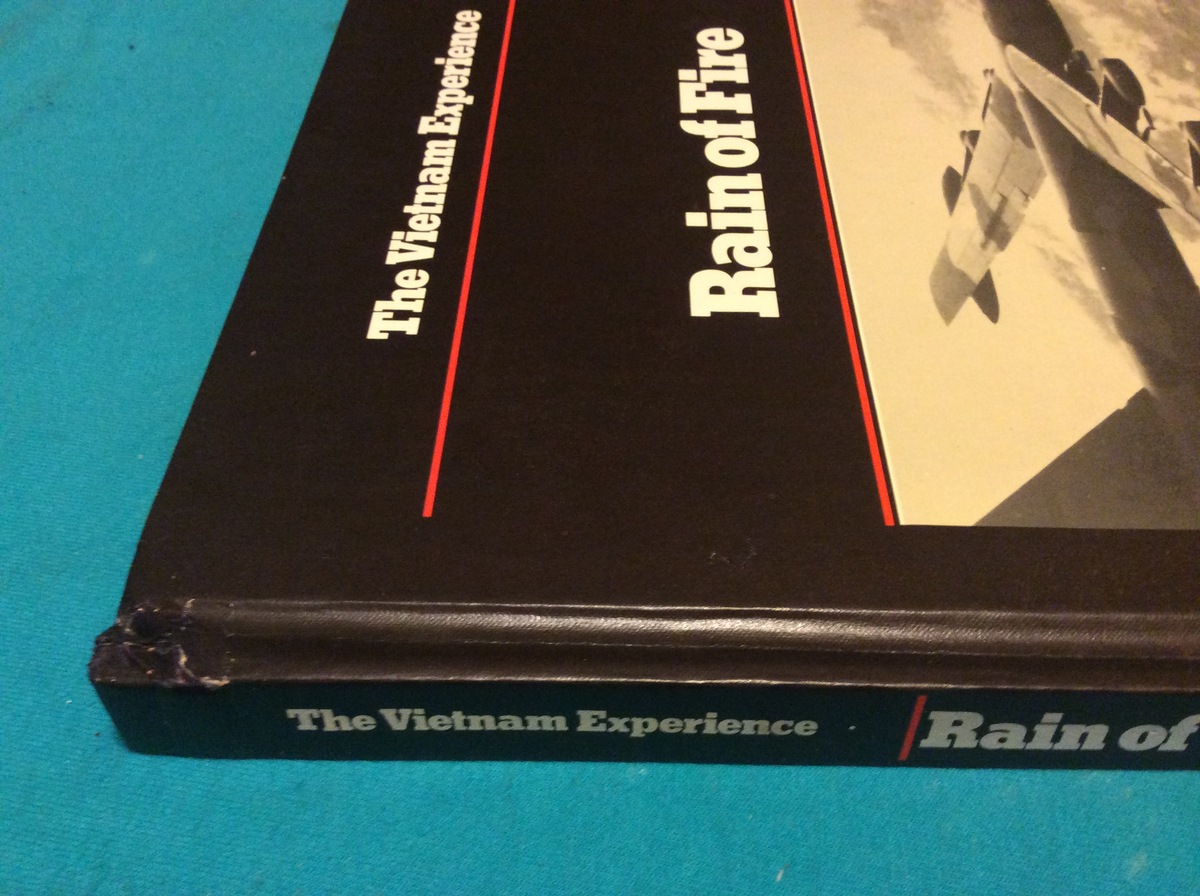 The Vietnam Experience
Rain of Fire
The Vietnam Experience
Rain of